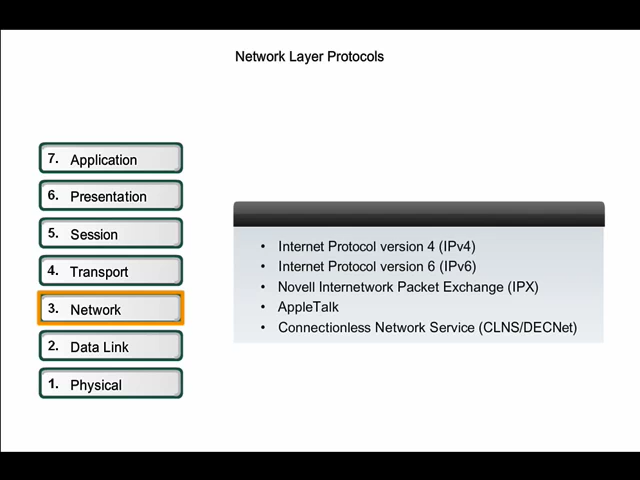 Network Layer Protocols
7. Application
6. Presentation
5. Session
4. Transport
3. Network
2. Data Link
1. Physical
• Internet Protocol version 4 (IPv4)
• Internet Protocol version 6 (IPv6)
• Novell Internetwork Packet Exchange (IPX)
• AppleTalk
• Connectionless Network Service (CLNS/DECNet)